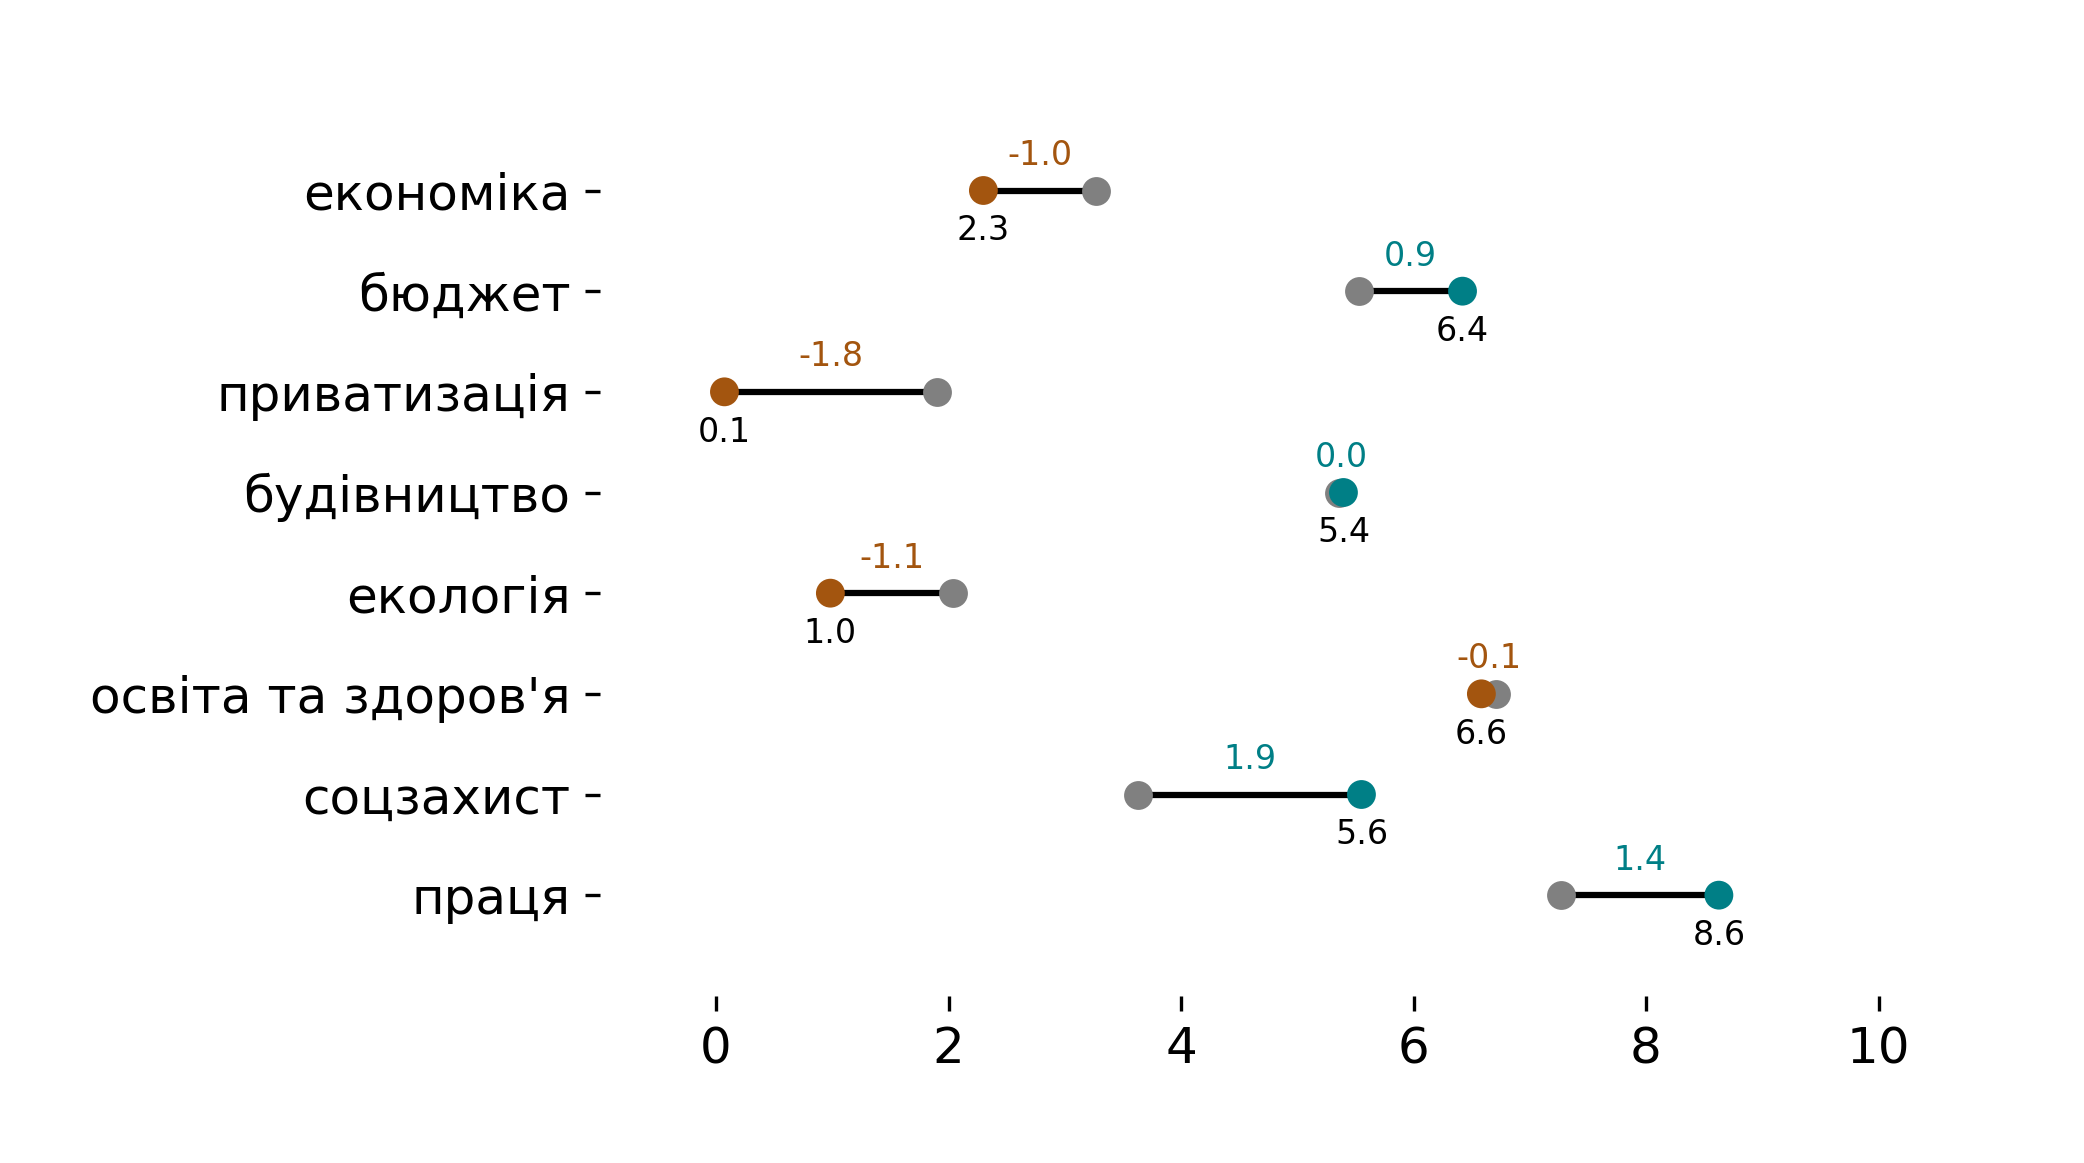 -1.0
економіка
2.3
0.9
бюджет
6.4
-1.8
приватизація
0.1
0.0
будівництво
5.4
-1.1
екологія
1.0
-0.1
освіта та здоров'я
6.6
1.9
соцзахист
5.6
1.4
праця
8.6
0 2 4 6 8 10